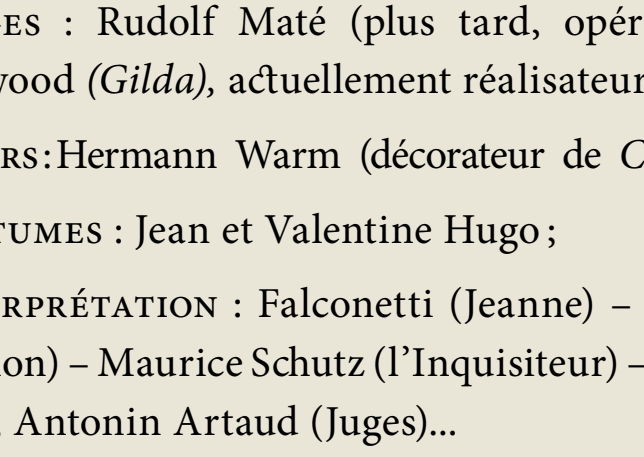 ES : Rudolf Maté (plus tard, opér
wood (Gilda), actuellement réalisateur
RS:Hermann Warm (décorateur de C
TUMES : Jean et Valentine Hugo ;
RPRÉTATION : Falconetti (Jeanne) –
on) – Maurice Schutz (l’Inquisiteur) –
Antonin Artaud (Juges)...